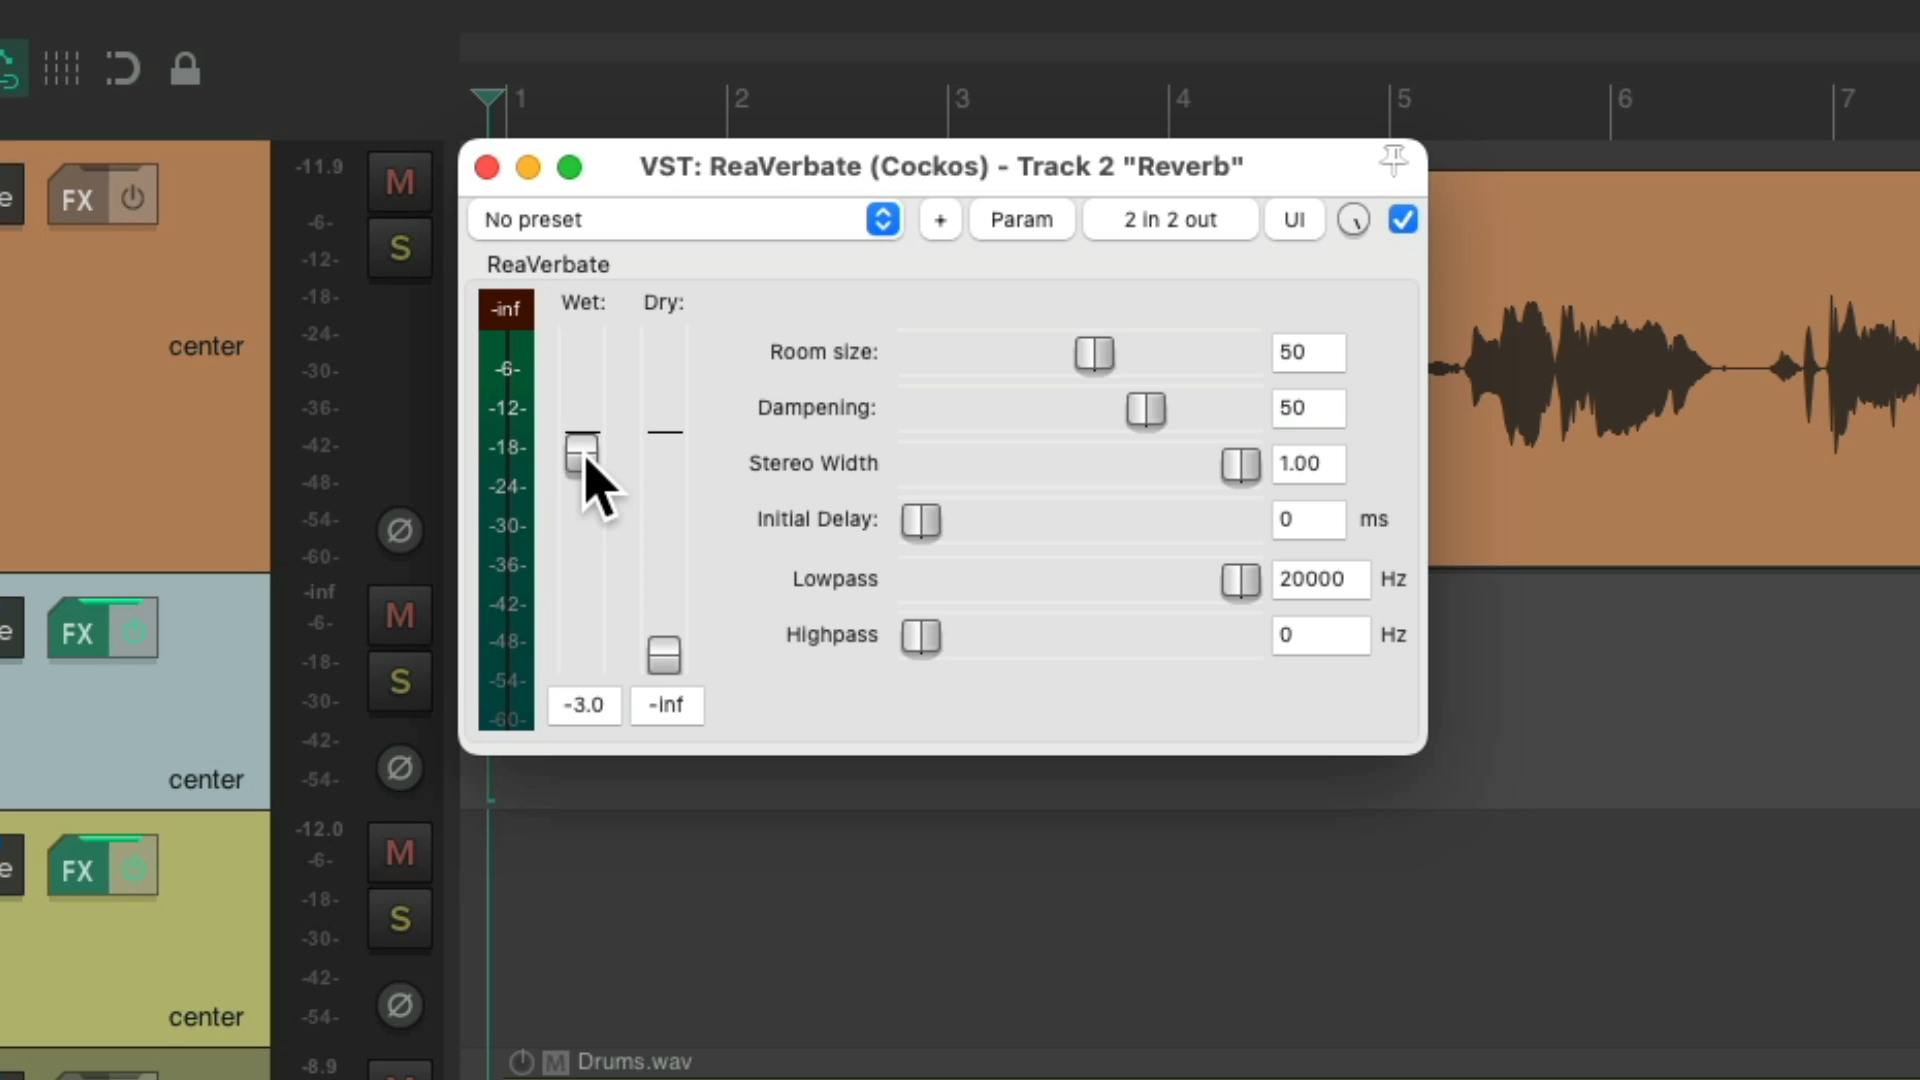 1 2 3 4 5 6 7
VST: ReaVerbate (Cockos) - Track 2 "Reverb"
No preset + Param 2 in 2 out UI
ReaVerbate
-inf Wet: Dry:
-6-
-12-
-18-
-24-
-30-
-36-
-42-
-48-
-54-
-60-
-3.0 -inf
Room size: 50
Dampening: 50
Stereo Width 1.00
Initial Delay: 0 ms
Lowpass 20000 Hz
Highpass 0 Hz
e FX -11.9 M
-6- S
-12-
-18-
-24-
center -30-
-36-
-42-
-48-
-54- Ø
-60-
-inf M
e FX -6-
-18- S
-30-
-42- Ø
center -54-
-12.0 M
e FX -6-
-18- S
-30-
-42- Ø
center -54-
-8.9
M Drums.wav